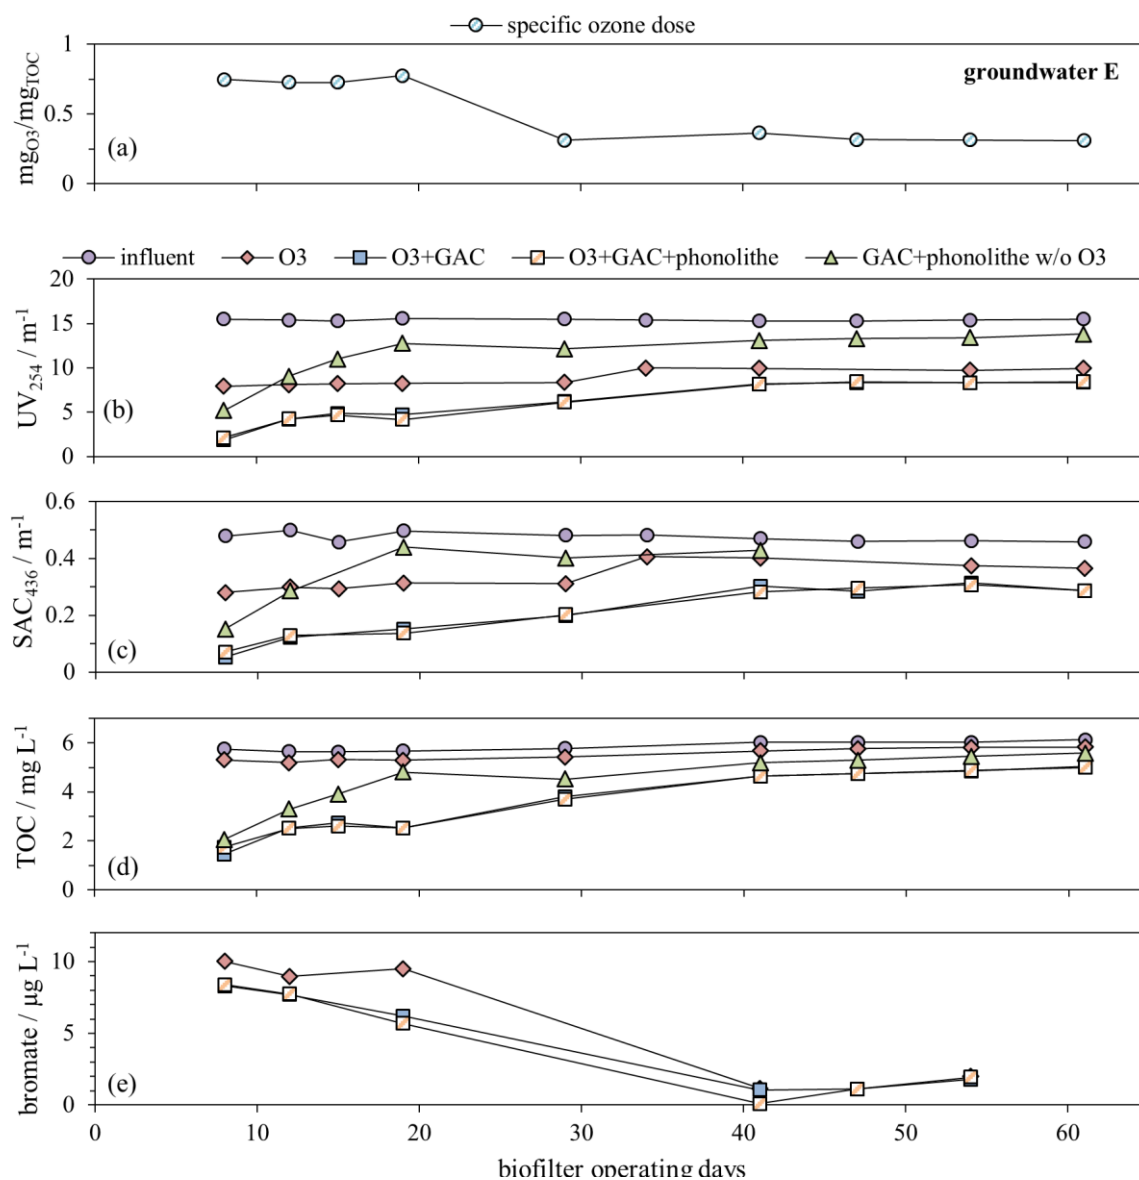 specific ozone dose
1
0.5
0
mgO3/mgTOC
(a)
groundwater E
influent O3 O3+GAC O3+GAC+phonolithe GAC+phonolithe w/o O3
20
15
10
5
0
UV254 / m-1
(b)
0.6
0.4
0.2
0
SAC436 / m-1
(c)
6
4
2
0
TOC / mg L-1
(d)
10
5
0
bromate / µg L-1
(e)
0 10 20 30 40 50 60
biofilter operating days